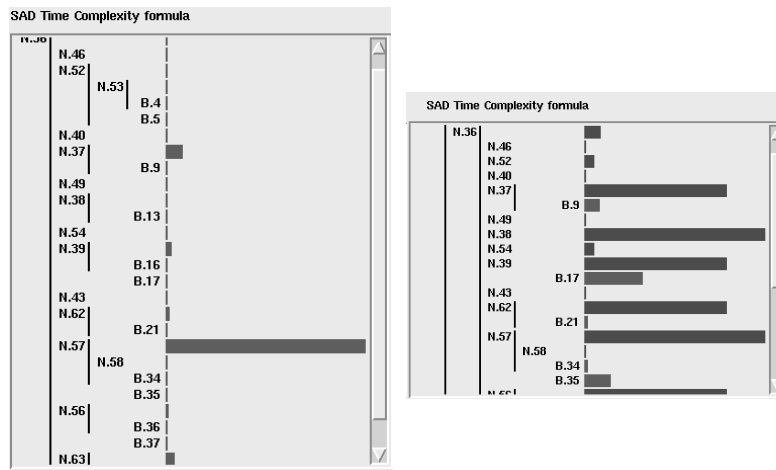 SAD Time Complexity formula
N.36
N.46
N.52
N.53
B.4
B.5
N.40
N.37
B.9
N.49
N.38
B.13
N.54
N.39
B.16
B.17
N.43
N.62
B.21
N.57
N.58
B.34
B.35
N.56
B.36
B.37
N.63
SAD Time Complexity formula
N.36
N.46
N.52
N.40
N.37
B.9
N.49
N.38
N.54
N.39
B.17
N.43
N.62
B.21
N.57
N.58
B.34
B.35
N.56